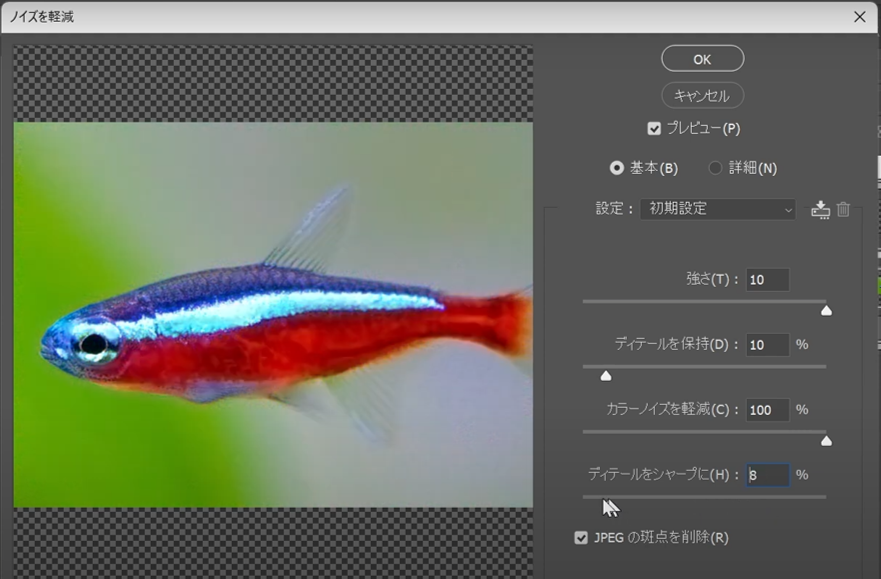 ノイズを軽減
OK
キャンセル
プレビュー(P)
基本(B) 詳細(N)
設定： 初期設定
強さ(T)： 10
ディテールを保持(D)： 10 %
カラーノイズを軽減(C)： 100 %
ディテールをシャープに(H)： 8 %
JPEG の斑点を削除(R)